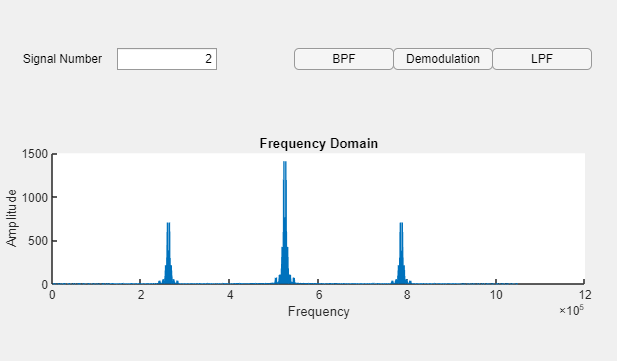 Signal Number 2 BPF Demodulation LPF
Frequency Domain
1500
1000
500
0
Amplitude
0 2 4 6 8 10 12
Frequency
×10⁵